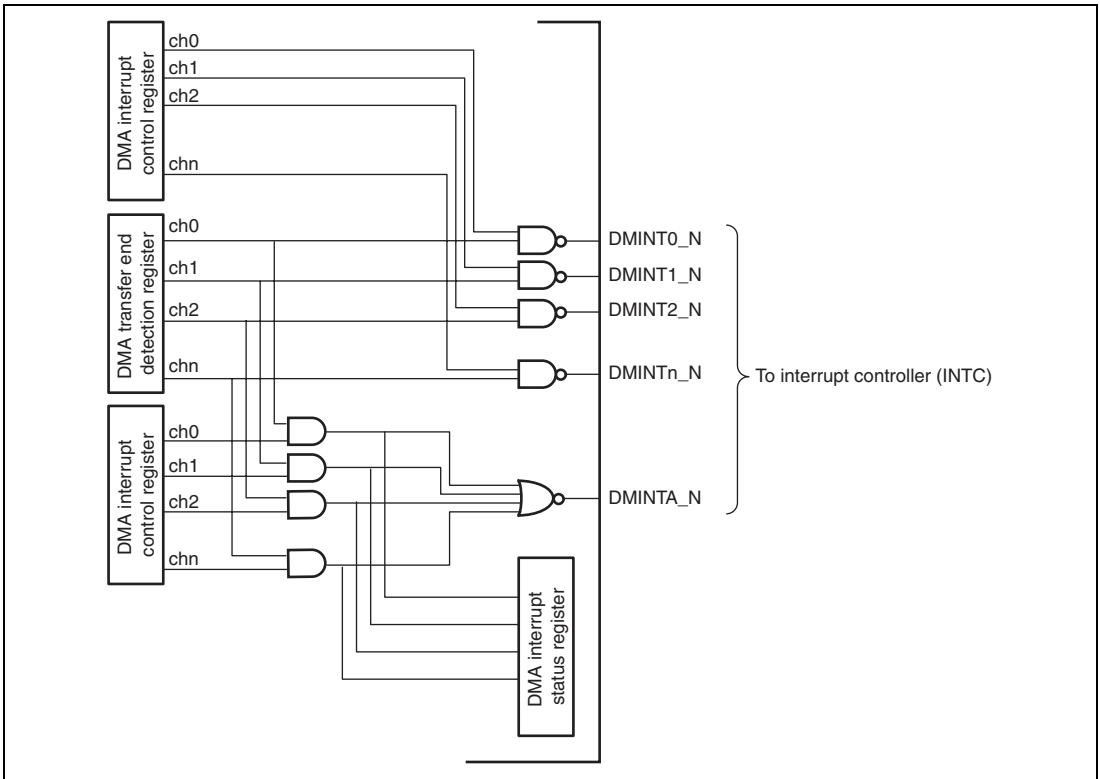 DMA interrupt
control register
ch0
ch1
ch2
chn
DMA transfer end
detection register
ch0
ch1
ch2
chn
DMA interrupt
control register
ch0
ch1
ch2
chn
DMINT0_N
DMINT1_N
DMINT2_N
DMINTn_N
DMINTA_N
To interrupt controller (INTC)
DMA interrupt
status register